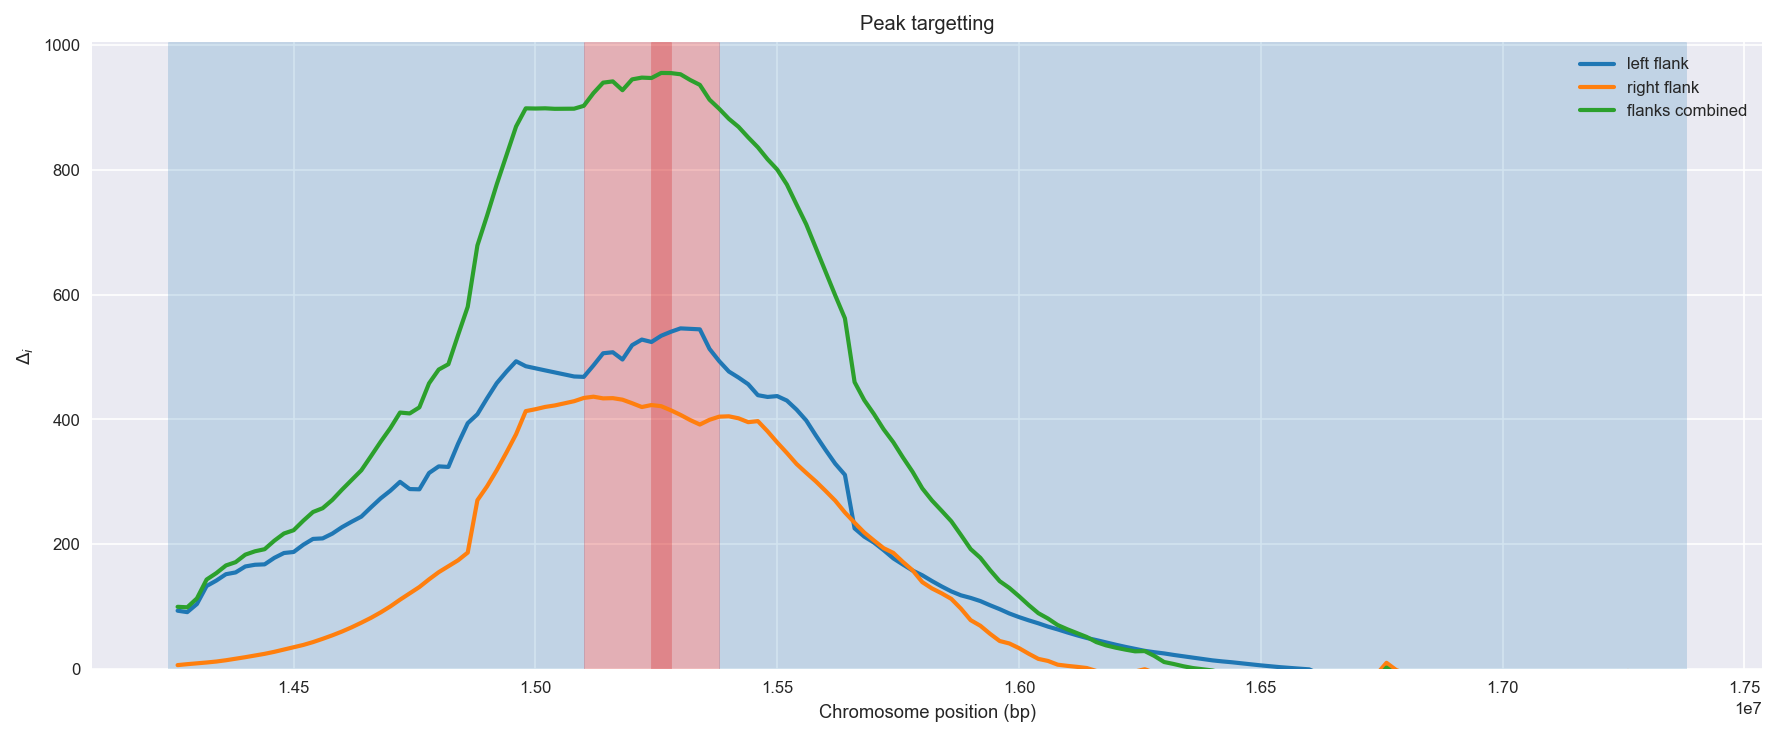 Peak targetting
1000
800
600
400
200
0
Δi
left flank
right flank
flanks combined
1.45
1.50
1.55
1.60
1.65
1.70
1.75
1e7
Chromosome position (bp)